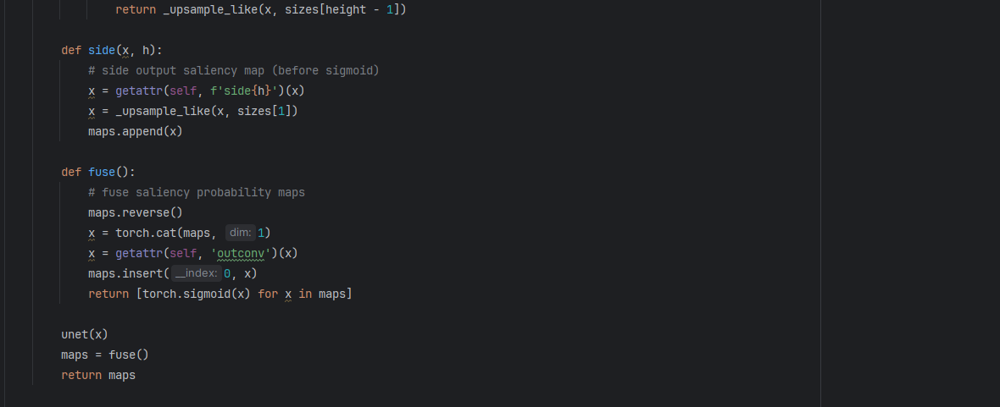 return _upsample_like(x, sizes[height - 1])
def side(x, h):
# side output saliency map (before sigmoid)
x = getattr(self, f'side{h}')(x)
x = _upsample_like(x, sizes[1])
maps.append(x)
def fuse():
# fuse saliency probability maps
maps.reverse()
x = torch.cat(maps, dim: 1)
x = getattr(self, 'outconv')(x)
maps.insert(__index: 0, x)
return [torch.sigmoid(x) for x in maps]
unet(x)
maps = fuse()
return maps